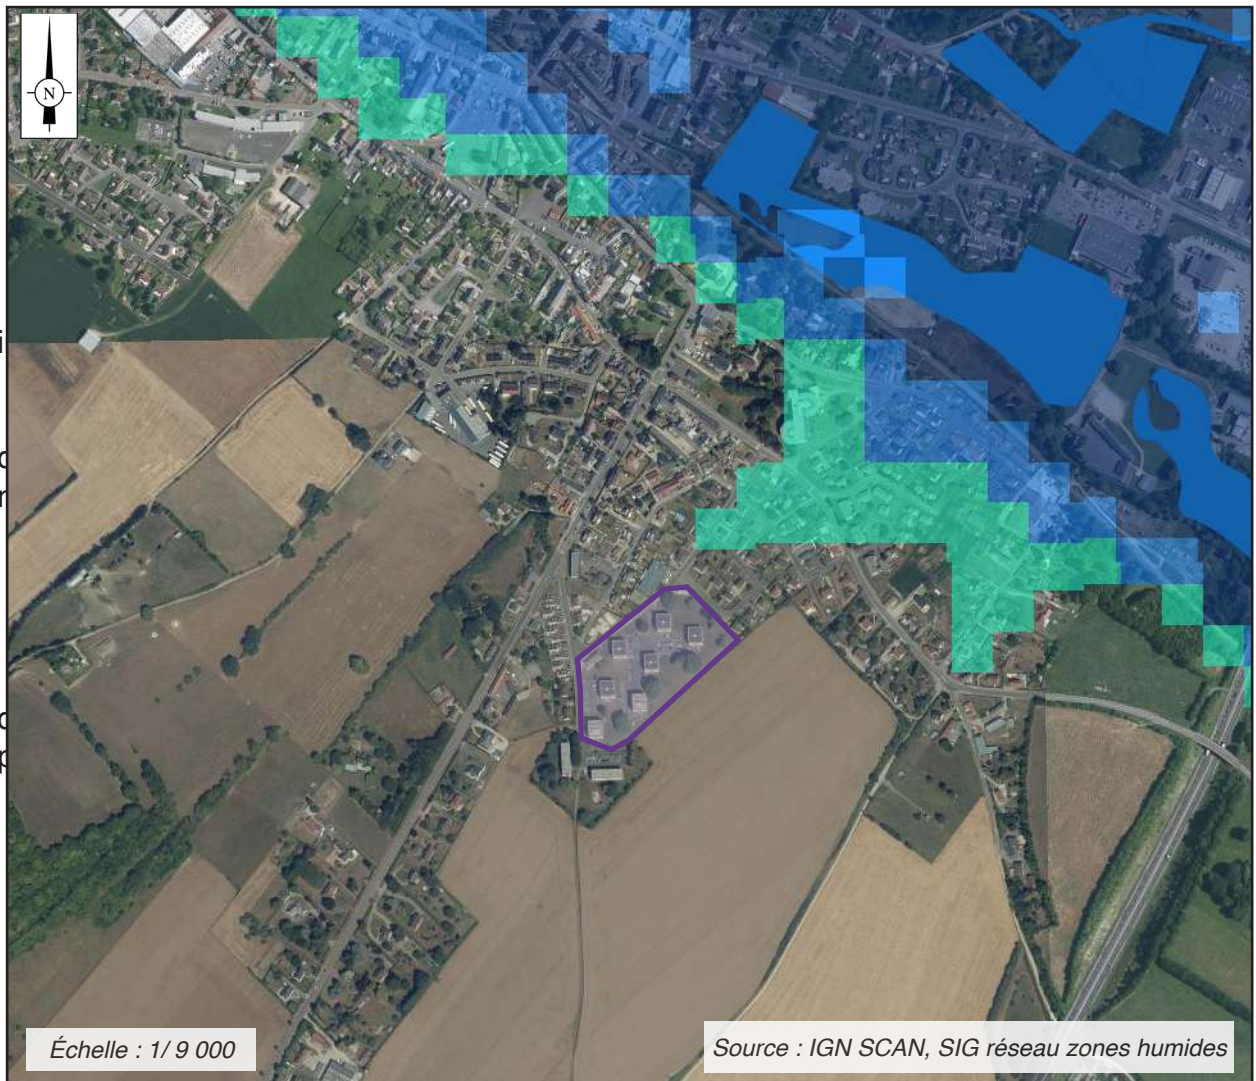 N
Échelle : 1/ 9 000
Source : IGN SCAN, SIG réseau zones humides